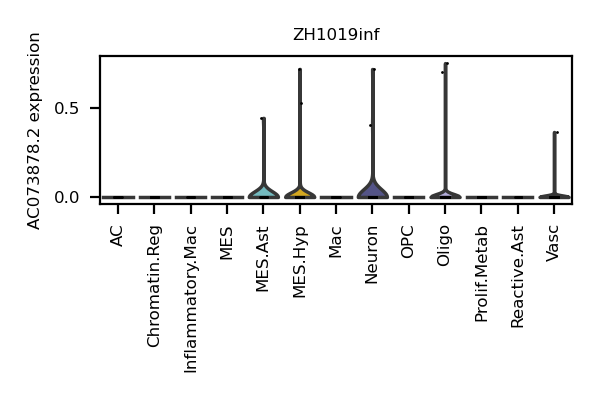 ZH1019inf
AC073878.2 expression
0.5
0.0
AC
Chromatin.Reg
Inflammatory.Mac
MES
MES.Ast
MES.Hyp
Mac
Neuron
OPC
Oligo
Prolif.Metab
Reactive.Ast
Vasc